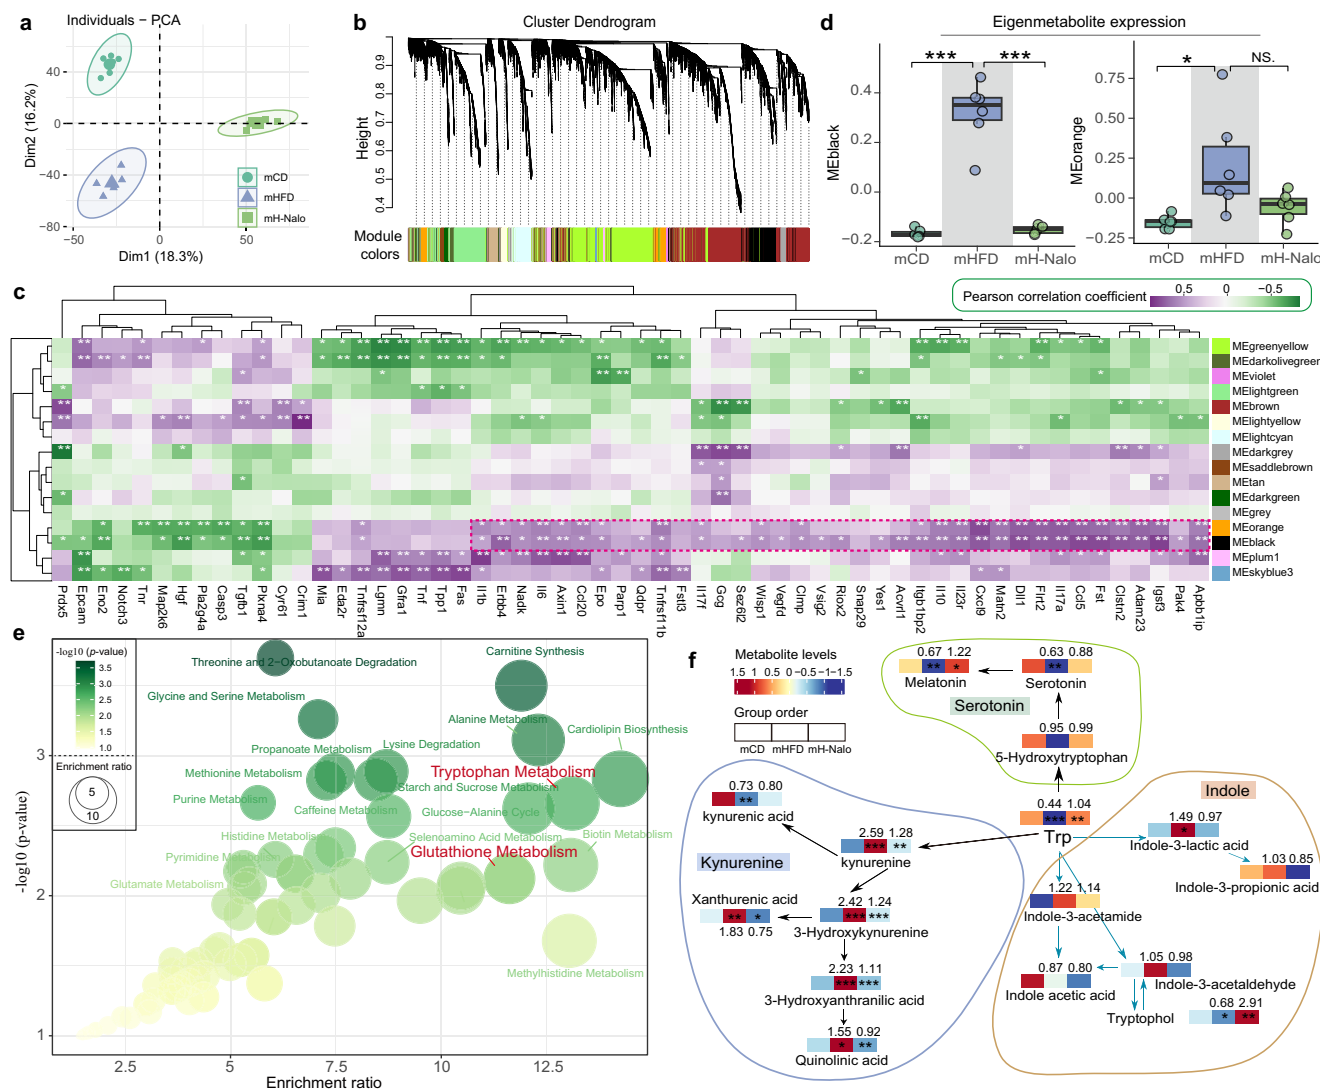 a
Individuals − PCA
Dim2 (16.2%)
40
0
−40
−80
−50
0
50
Dim1 (18.3%)
mCD
mHFD
mH-Nalo
b
Cluster Dendrogram
Height
0.9
0.8
0.7
0.6
0.5
0.4
Module
colors
d
Eigenmetabolite expression
MEblack
0.4
0.2
0.0
−0.2
***
***
mCD
mHFD
mH-Nalo
MEorange
0.75
0.50
0.25
0.00
−0.25
*
NS.
mCD
mHFD
mH-Nalo
c
Pearson correlation coefficient
0.5
0
−0.5
MEgreenyellow
MEdarkolivegreen
MEviolet
MElightgreen
MEbrown
MElightyellow
MElightcyan
MEdarkgrey
MEsaddlebrown
MEtan
MEdarkgreen
MEgrey
MEorange
MEblack
MEplum1
MEskyblue3
Prdx5
Epcam
Eno2
Notch3
Tnr
Map2k6
Hgf
Pla2g4a
Casp3
Tgfb1
Plxna4
Cyr61
Crim1
Mia
Eda2r
Tnfrsf12a
Lgmn
Gfra1
Tnf
Tpp1
Fas
Il1b
Erbb4
Nadk
Il6
Axin1
Ccl20
Epo
Parp1
Qdpr
Tnfrsf11b
Fstl3
Il17f
Gcg
Sez6l2
Wisp1
Vegfd
Clmp
Vsig2
Riox2
Snap29
Yes1
Acvrl1
Itgb1bp2
Il10
Il23r
Cxcl9
Matn2
Dll1
Flrt2
Il17a
Ccl5
Fst
Clstn2
Adam23
Igsf3
Pak4
Apbb1ip
e
-log10 (p-value)
3.5
3.0
2.5
2.0
1.5
1.0
Enrichment ratio
5
10
Threonine and 2−Oxobutanoate Degradation
Carnitine Synthesis
Glycine and Serine Metabolism
Alanine Metabolism
Cardiolipin Biosynthesis
Propanoate Metabolism
Lysine Degradation
Methionine Metabolism
Tryptophan Metabolism
Starch and Sucrose Metabolism
Purine Metabolism
Caffeine Metabolism
Glucose−Alanine Cycle
Histidine Metabolism
Selenoamino Acid Metabolism
Biotin Metabolism
Pyrimidine Metabolism
Glutathione Metabolism
Glutamate Metabolism
Methylhistidine Metabolism
-log10 (p-value)
3
2
1
2.5
5
7.5
10
12.5
Enrichment ratio
f
Metabolite levels
1.5 1 0.5 0 −0.5 −1 −1.5
Group order
mCD mHFD mH-Nalo
0.67 1.22
** *
Melatonin
0.63 0.88
**
Serotonin
Serotonin
0.95 0.99
5-Hydroxytryptophan
0.44 1.04
*** **
Trp
Kynurenine
0.73 0.80
**
kynurenic acid
2.59 1.28
*** **
kynurenine
Xanthurenic acid
** *
1.83 0.75
2.42 1.24
*** ***
3-Hydroxykynurenine
2.23 1.11
*** ***
3-Hydroxyanthranilic acid
1.55 0.92
* **
Quinolinic acid
Indole
1.49 0.97
*
Indole-3-lactic acid
1.03 0.85
Indole-3-propionic acid
1.22 1.14
Indole-3-acetamide
0.87 0.80
Indole acetic acid
1.05 0.98
Indole-3-acetaldehyde
Tryptophol
0.68 2.91
* **